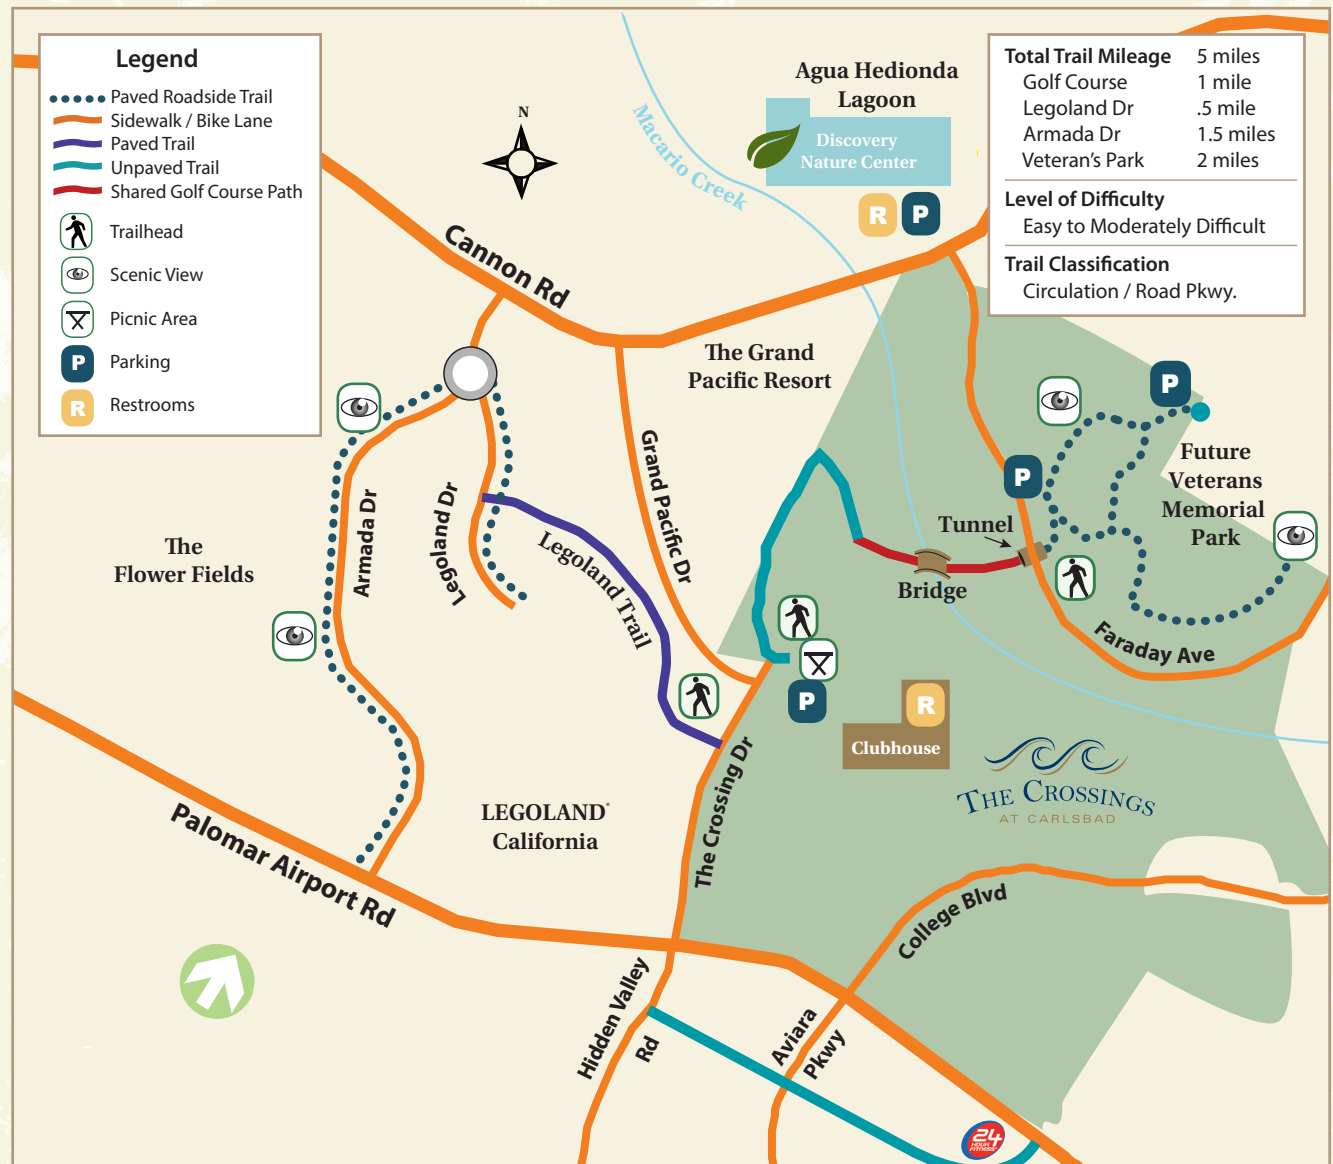 Legend
Paved Roadside Trail
Sidewalk / Bike Lane
Paved Trail
Unpaved Trail
Shared Golf Course Path
Trailhead
Scenic View
Picnic Area
P
Parking
R
Restrooms
N
Agua Hedionda
Lagoon
Discovery
Nature Center
R
P
Macario Creek
Total Trail Mileage 5 miles
Golf Course 1 mile
Legoland Dr .5 mile
Armada Dr 1.5 miles
Veteran's Park 2 miles
Level of Difficulty
Easy to Moderately Difficult
Trail Classification
Circulation / Road Pkwy.
Cannon Rd
The Grand
Pacific Resort
P
Future
Veterans
Memorial
Park
P
Tunnel
Bridge
Grand Pacific Dr
Armada Dr
Legoland Dr
Legoland Trail
The
Flower Fields
Faraday Ave
P
R
Clubhouse
The Crossings
AT CARLSBAD
The Crossing Dr
LEGOLAND®
California
Palomar Airport Rd
College Blvd
Hidden Valley
Rd
Aviara
Pkwy
24
HOUR
FITNESS